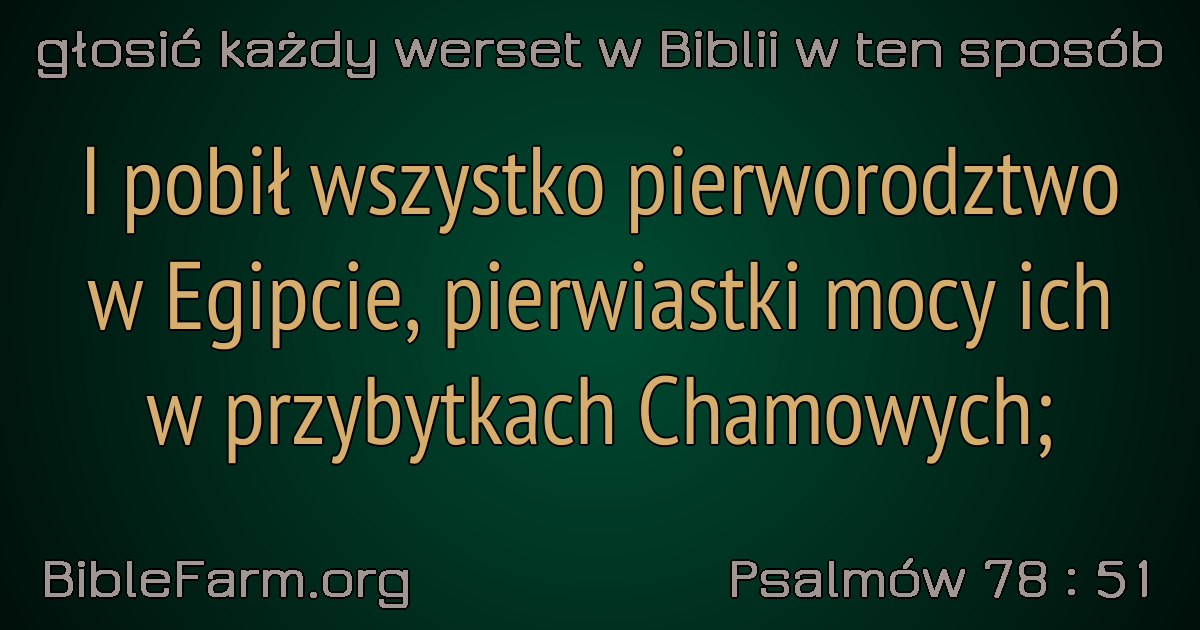 głosić każdy werset w Biblii w ten sposób
I pobił wszystko pierworodztwo
w Egipcie, pierwiastki mocy ich
w przybytkach Chamowych;
BibleFarm.org
Psalmów 78 : 51